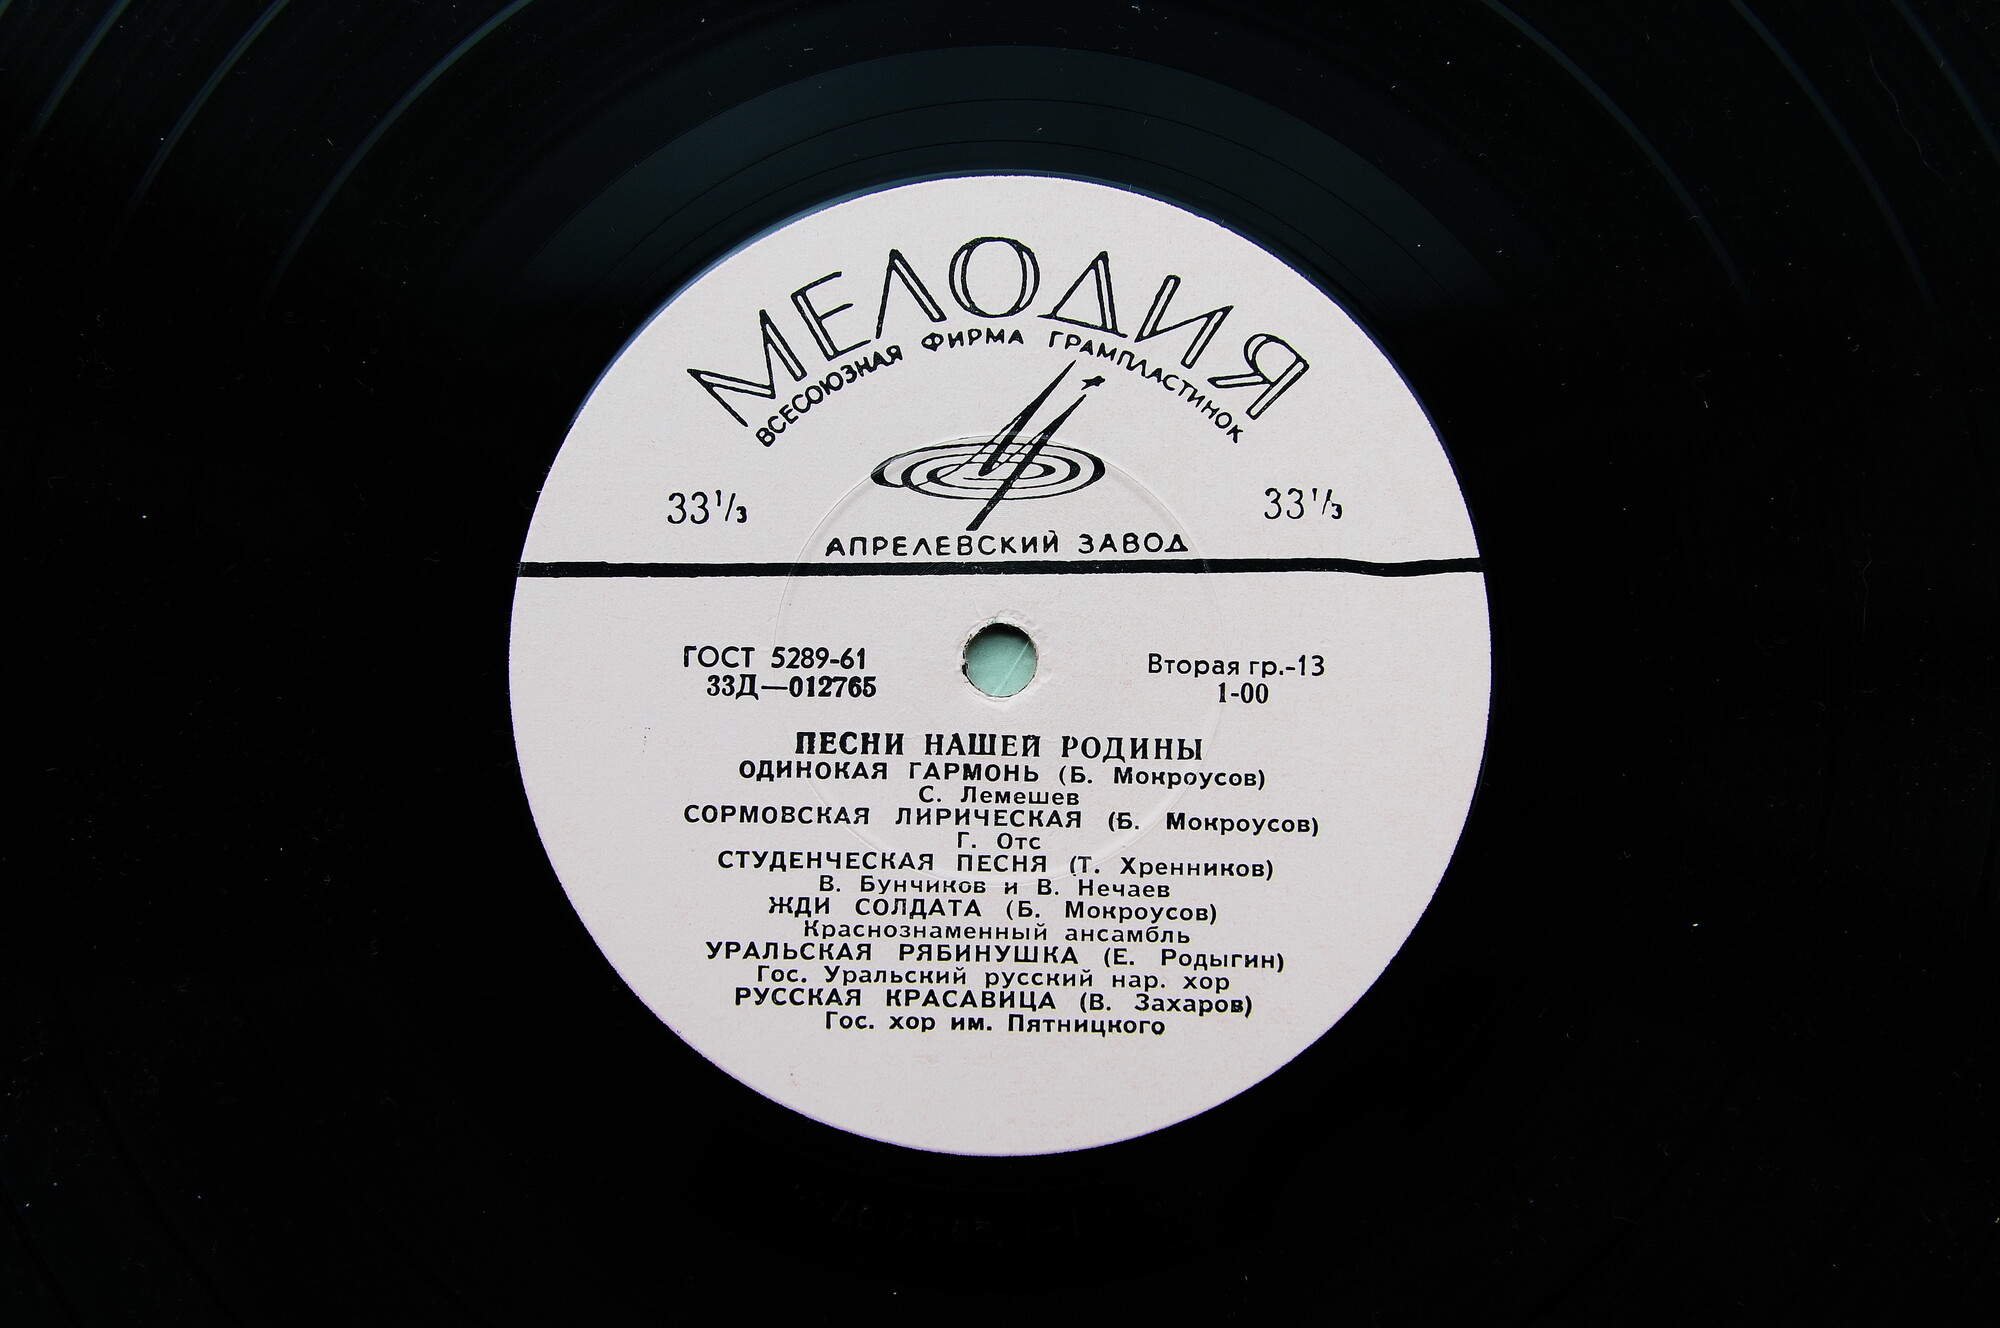 МЕЛОДИЯ
ВСЕСОЮЗНАЯ ФИРМА ГРАМПЛАСТИНОК
33⅓ 33⅓
АПРЕЛЕВСКИЙ ЗАВОД
ГОСТ 5289-61 Вторая гр.-13
33Д—012765 1-00
ПЕСНИ НАШЕЙ РОДИНЫ
ОДИНОКАЯ ГАРМОНЬ (Б. Мокроусов)
С. Лемешев
СОРМОВСКАЯ ЛИРИЧЕСКАЯ (Б. Мокроусов)
Г. Отс
СТУДЕНЧЕСКАЯ ПЕСНЯ (Т. Хренников)
В. Бунчиков и В. Нечаев
ЖДИ СОЛДАТА (Б. Мокроусов)
Краснознаменный ансамбль
УРАЛЬСКАЯ РЯБИНУШКА (Е. Родыгин)
Гос. Уральский русский нар. хор
РУССКАЯ КРАСАВИЦА (В. Захаров)
Гос. хор им. Пятницкого